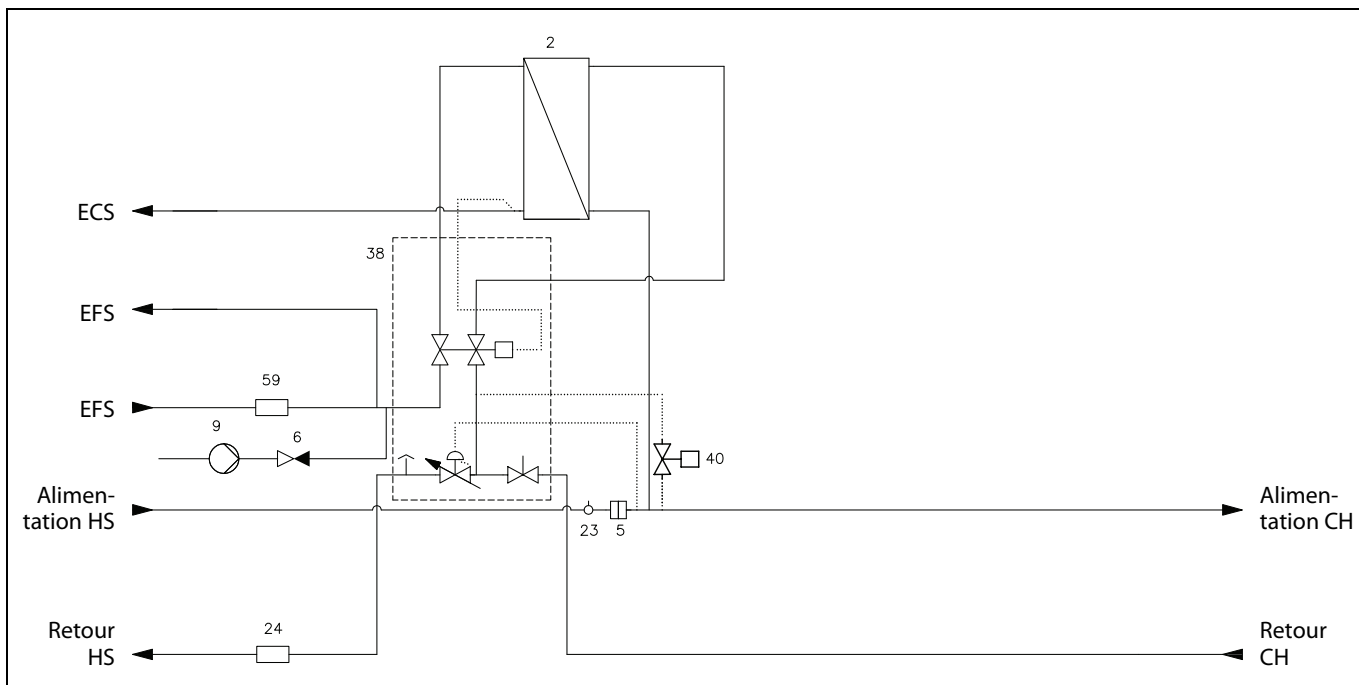 2
ECS
38
EFS
59
EFS
9
6
40
Alimen-
tation HS
23
5
Alimen-
tation CH
Retour
HS
24
Retour
CH